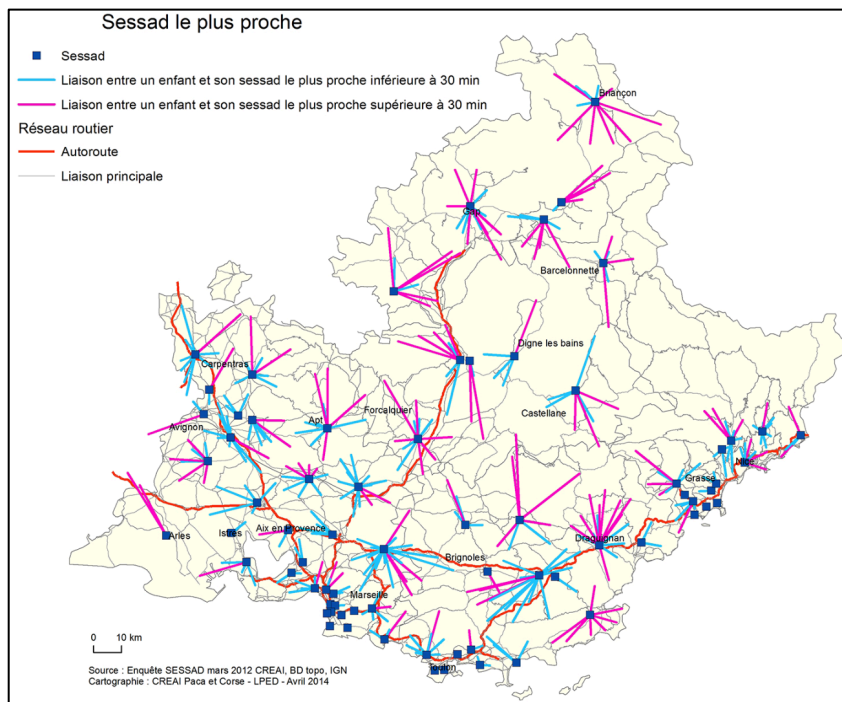 Sessad le plus proche
Sessad
Liaison entre un enfant et son sessad le plus proche inférieure à 30 min
Liaison entre un enfant et son sessad le plus proche supérieure à 30 min
Réseau routier
Autoroute
Liaison principale
Briançon
Gap
Barcelonnette
Digne les bains
Carpentras
Castellane
Forcalquier
Apt
Avignon
Nice
Grasse
Draguignan
Aix en Provence
Istres
Arles
Brignoles
Marseille
Toulon
0 10 km
Source : Enquête SESSAD mars 2012 CREAI, BD topo, IGN
Cartographie : CREAI Paca et Corse - LPED - Avril 2014